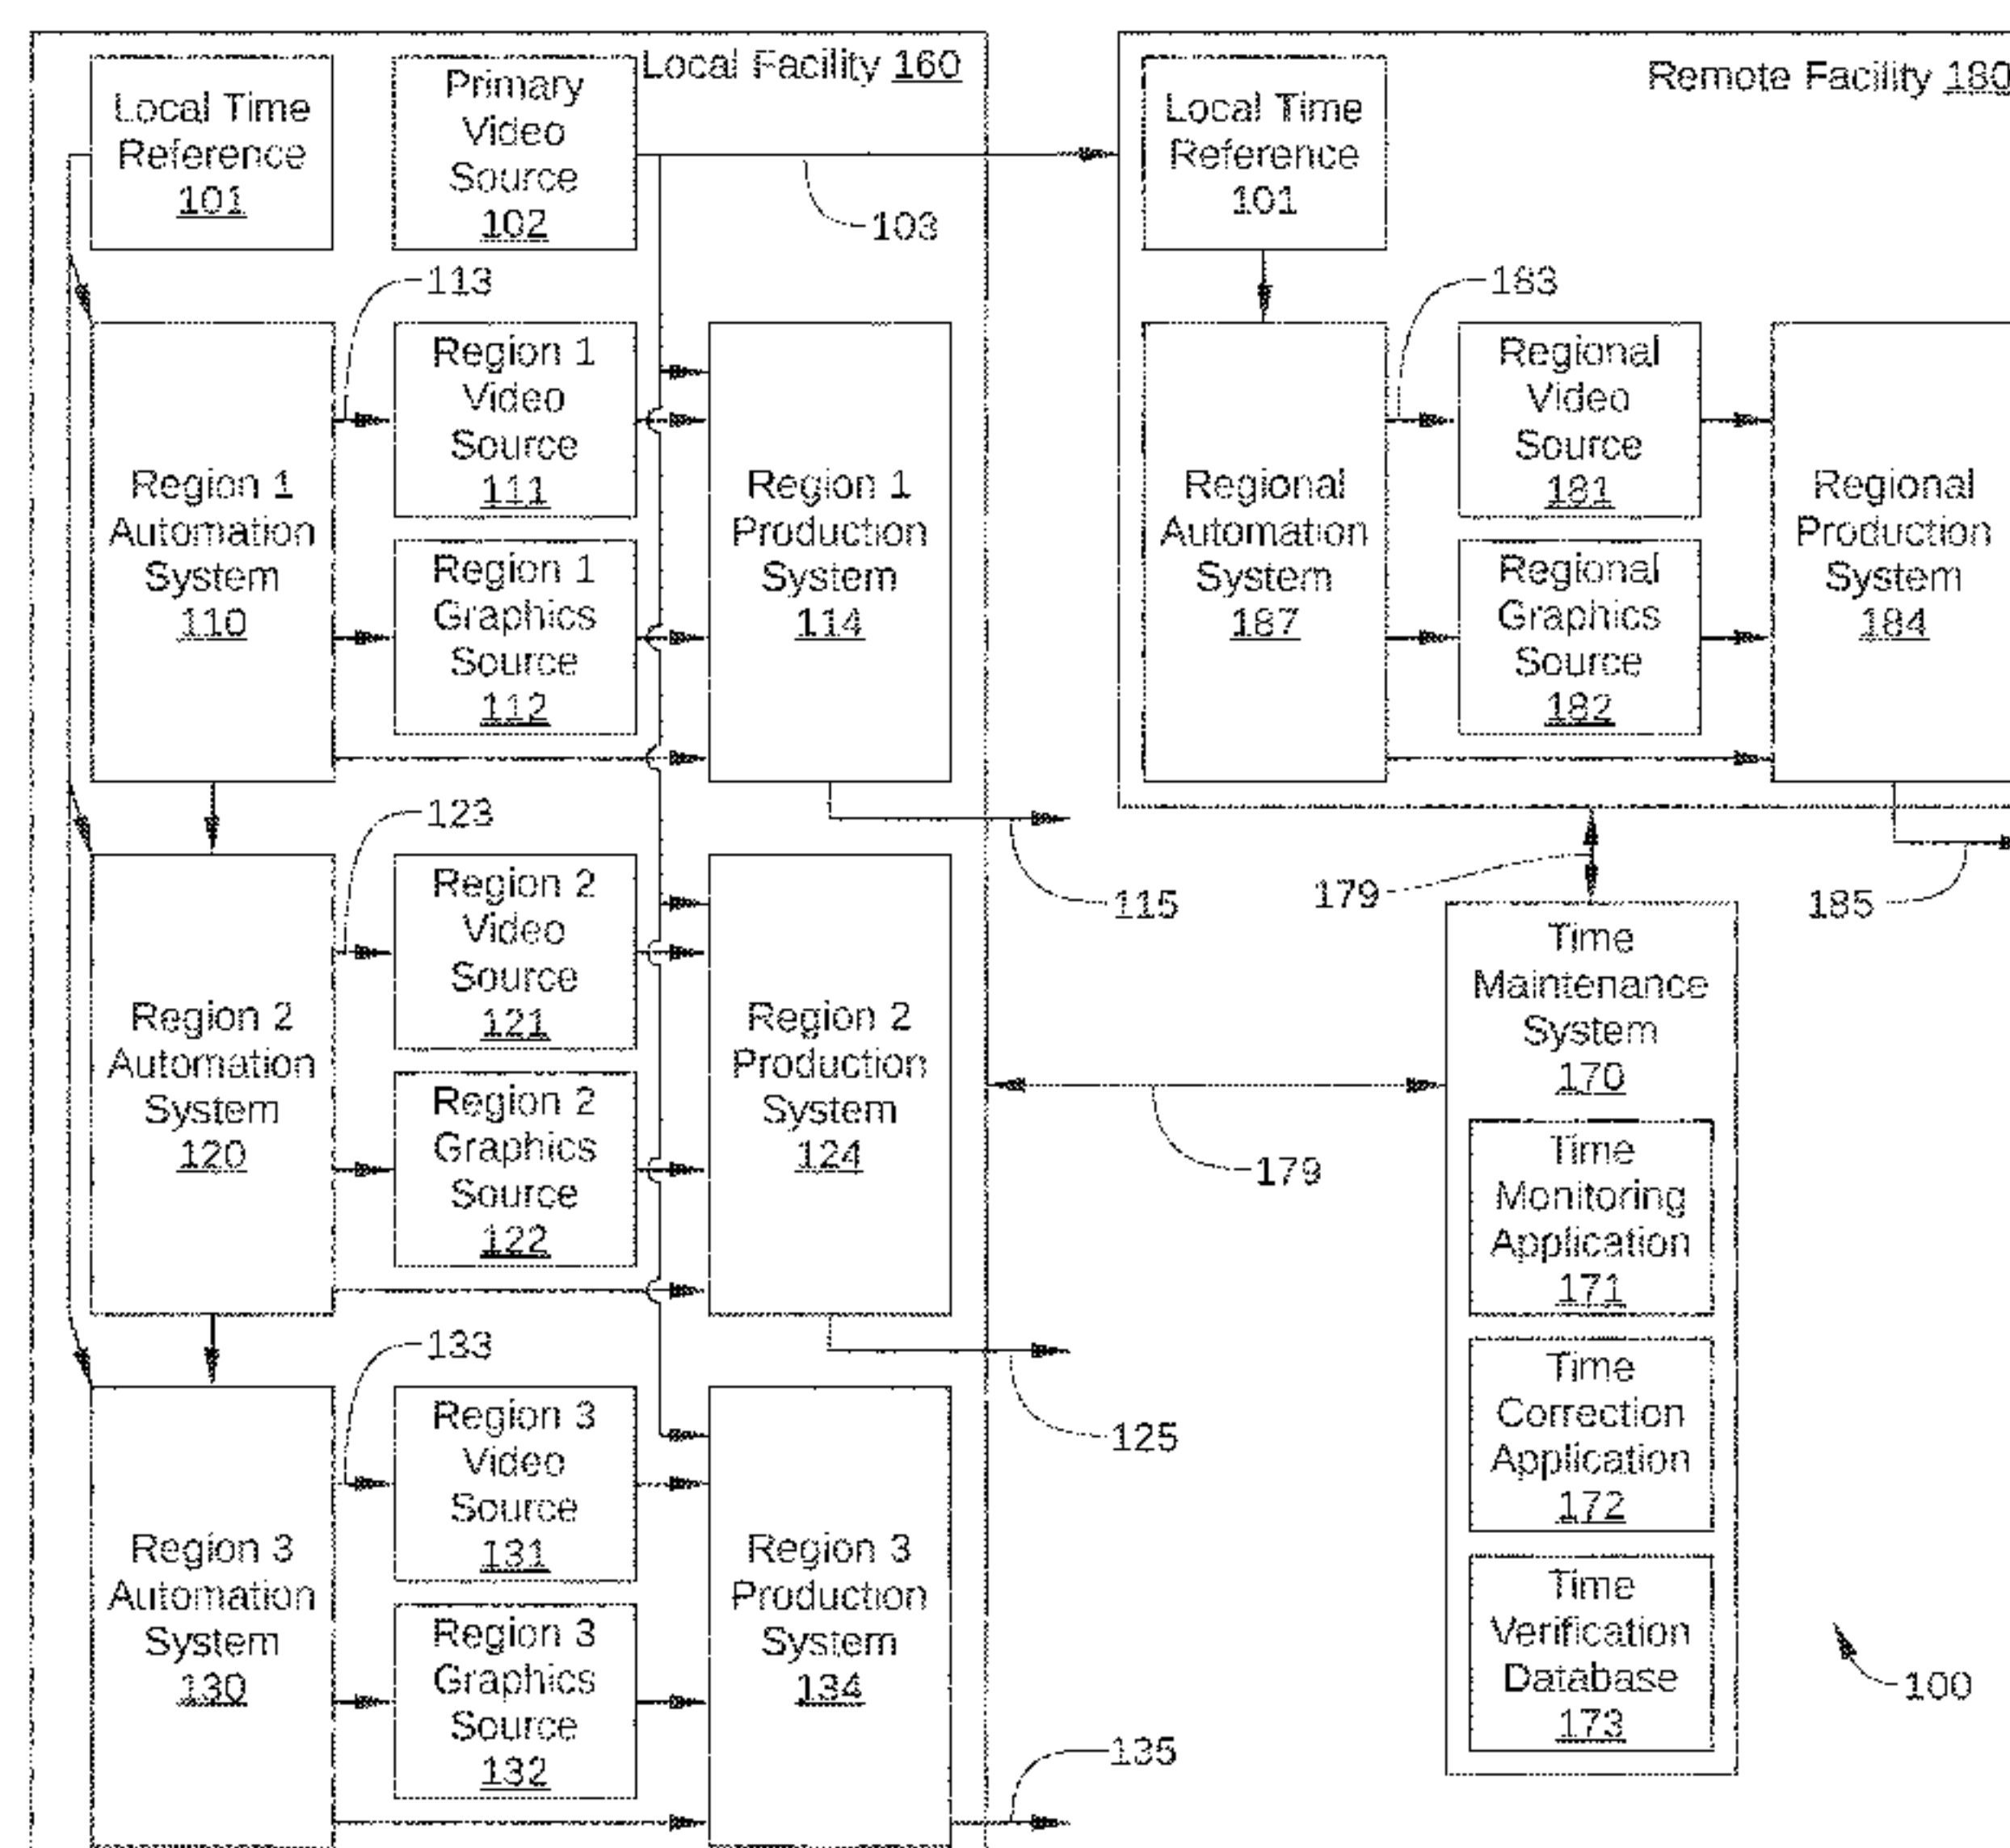 Local Facility 160
Local Time
Reference
101
Primary
Video
Source
102
103
113
Region 1
Automation
System
110
Region 1
Video
Source
111
Region 1
Graphics
Source
112
Region 1
Production
System
114
115
123
Region 2
Automation
System
120
Region 2
Video
Source
121
Region 2
Graphics
Source
122
Region 2
Production
System
124
125
133
Region 3
Automation
System
130
Region 3
Video
Source
131
Region 3
Graphics
Source
132
Region 3
Production
System
134
135
Remote Facility 180
Local Time
Reference
101
183
Regional
Automation
System
187
Regional
Video
Source
181
Regional
Graphics
Source
182
Regional
Production
System
184
185
179
179
Time
Maintenance
System
170
Time
Monitoring
Application
171
Time
Correction
Application
172
Time
Verification
Database
173
100